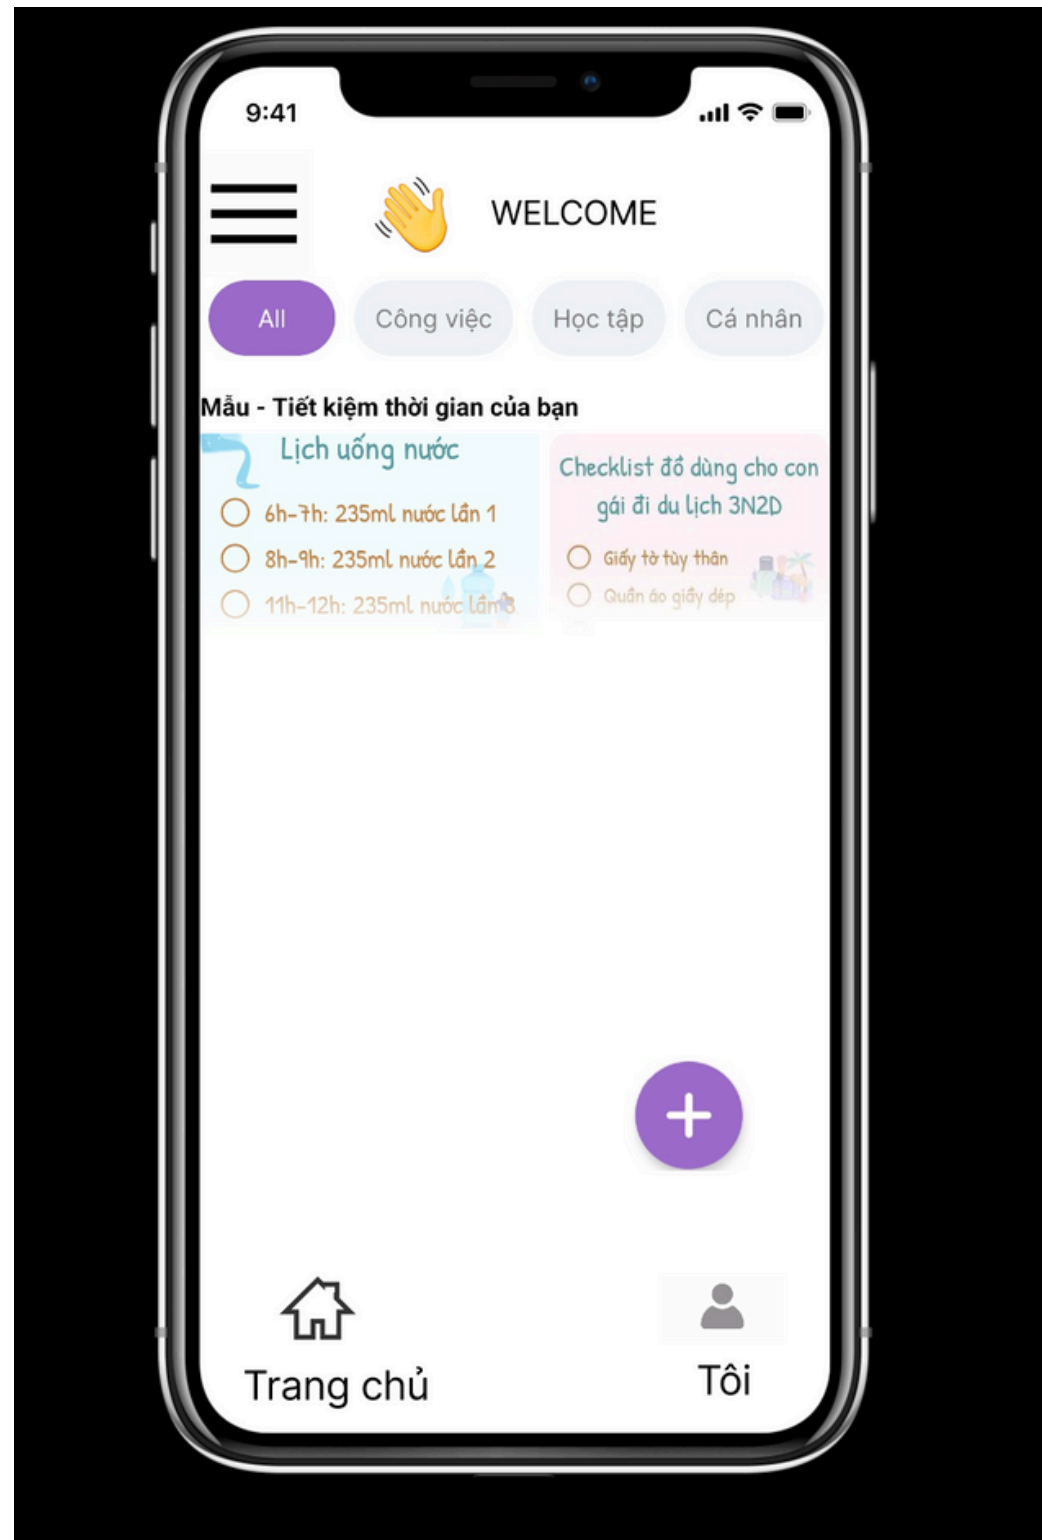 9:41
WELCOME
All
Công việc
Học tập
Cá nhân
Mẫu - Tiết kiệm thời gian của bạn
Lịch uống nước
6h-7h: 235ml nước lần 1
8h-9h: 235ml nước lần 2
11h-12h: 235ml nước lần 3
Checklist đồ dùng cho con
gái đi du lịch 3N2D
Giấy tờ tùy thân
Quần áo giầy dép
Trang chủ
Tôi